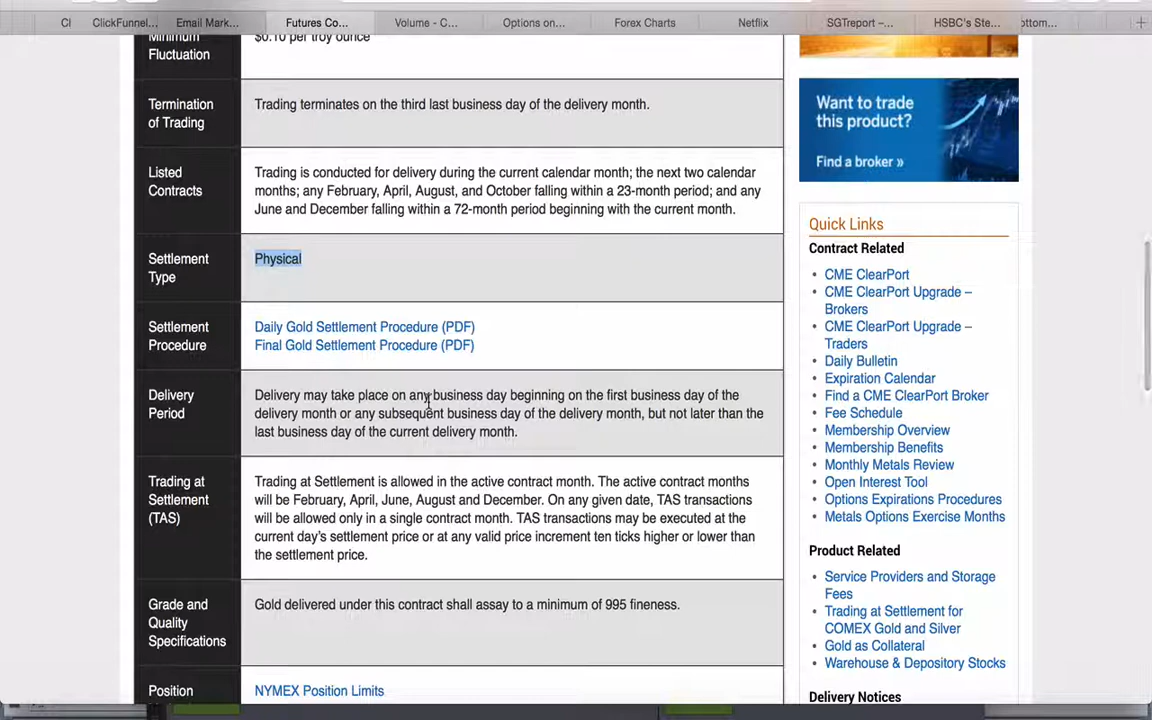 CI
ClickFunnel...
Email Mark...
Futures Co...
Volume - C...
Options on...
Forex Charts
Netflix
SGTreport –...
HSBC's Ste...
ottom...
Minimum
Fluctuation
$0.10 per troy ounce
Termination
of Trading
Trading terminates on the third last business day of the delivery month.
Listed
Contracts
Trading is conducted for delivery during the current calendar month; the next two calendar
months; any February, April, August, and October falling within a 23-month period; and any
June and December falling within a 72-month period beginning with the current month.
Settlement
Type
Physical
Settlement
Procedure
Daily Gold Settlement Procedure (PDF)
Final Gold Settlement Procedure (PDF)
Delivery
Period
Delivery may take place on any business day beginning on the first business day of the
delivery month or any subsequent business day of the delivery month, but not later than the
last business day of the current delivery month.
Trading at
Settlement
(TAS)
Trading at Settlement is allowed in the active contract month. The active contract months
will be February, April, June, August and December. On any given date, TAS transactions
will be allowed only in a single contract month. TAS transactions may be executed at the
current day's settlement price or at any valid price increment ten ticks higher or lower than
the settlement price.
Grade and
Quality
Specifications
Gold delivered under this contract shall assay to a minimum of 995 fineness.
Position
NYMEX Position Limits
Want to trade
this product?
Find a broker »
Quick Links
Contract Related
• CME ClearPort
• CME ClearPort Upgrade –
Brokers
• CME ClearPort Upgrade –
Traders
• Daily Bulletin
• Expiration Calendar
• Find a CME ClearPort Broker
• Fee Schedule
• Membership Overview
• Membership Benefits
• Monthly Metals Review
• Open Interest Tool
• Options Expirations Procedures
• Metals Options Exercise Months
Product Related
• Service Providers and Storage
Fees
• Trading at Settlement for
COMEX Gold and Silver
• Gold as Collateral
• Warehouse & Depository Stocks
Delivery Notices